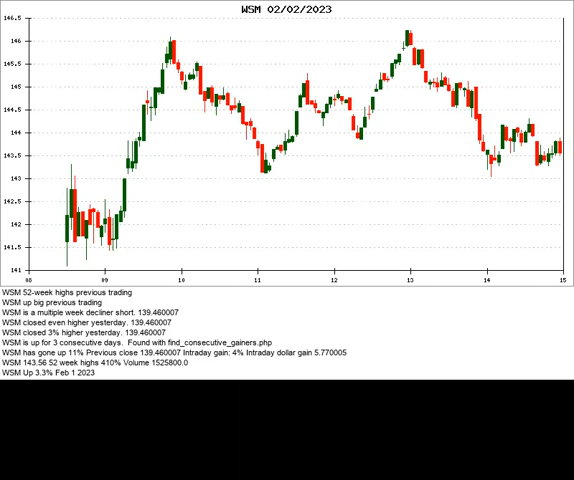 WSM 02/02/2023
146.5
146
145.5
145
144.5
144
143.5
143
142.5
142
141.5
141
08 09 10 11 12 13 14 15
WSM 52-week highs previous trading
WSM up big previous trading
WSM is a multiple week decliner short. 139.460007
WSM closed even higher yesterday. 139.460007
WSM closed 3% higher yesterday. 139.460007
WSM is up for 3 consecutive days. Found with find_consecutive_gainers.php
WSM has gone up 11% Previous close 139.460007 Intraday gain: 4% Intraday dollar gain 5.770005
WSM 143.56 52 week highs 410% Volume 1525800.0
WSM Up 3.3% Feb 1 2023